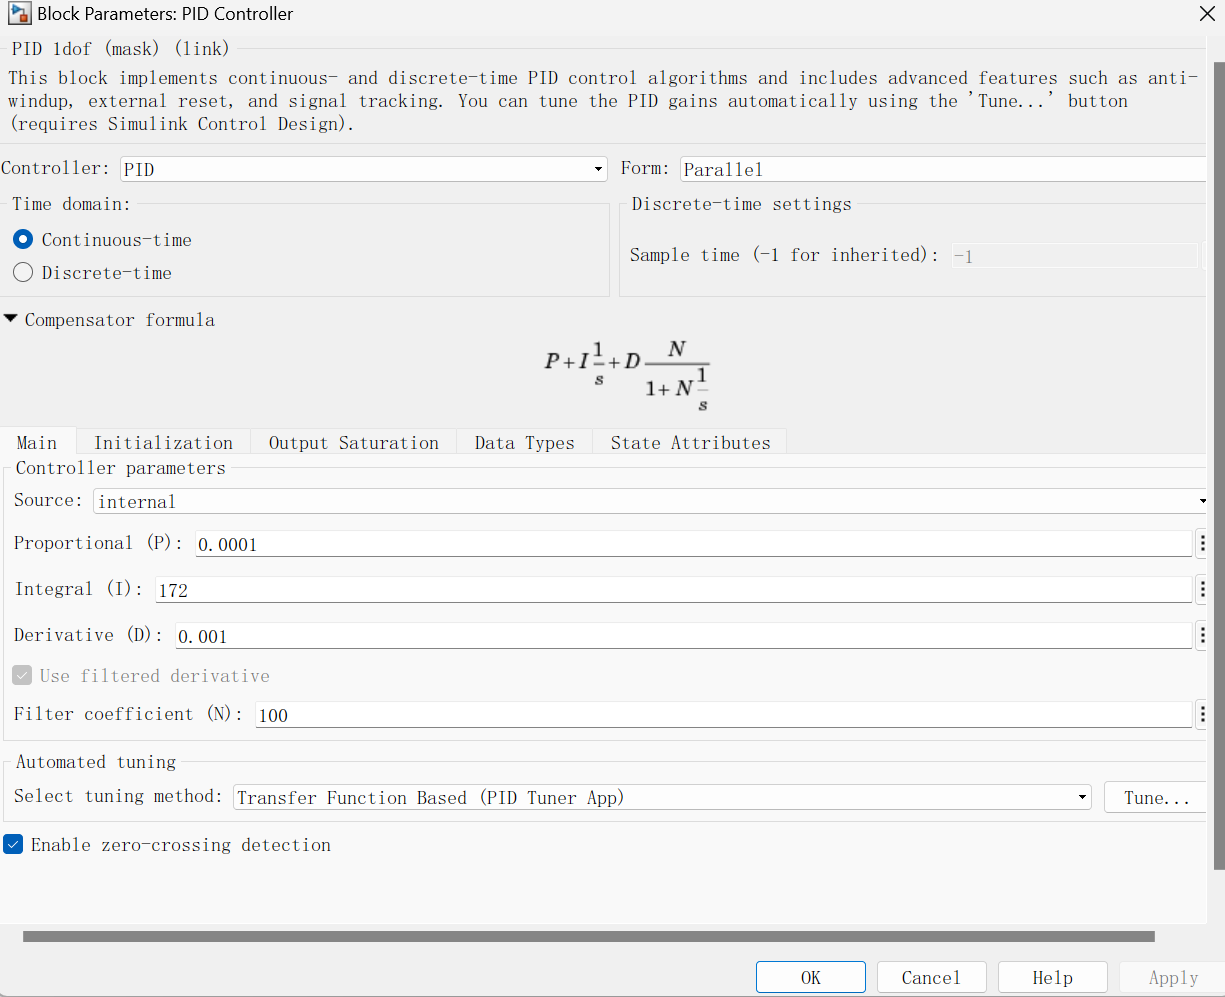 Block Parameters: PID Controller
PID 1dof (mask) (link)
This block implements continuous- and discrete-time PID control algorithms and includes advanced features such as anti-
windup, external reset, and signal tracking. You can tune the PID gains automatically using the 'Tune...' button
(requires Simulink Control Design).
Controller: PID Form: Parallel
Time domain: Discrete-time settings
Continuous-time
Sample time (-1 for inherited): -1
Discrete-time
Compensator formula
P+I\frac{1}{s}+D\frac{N}{1+N\frac{1}{s}}
Main Initialization Output Saturation Data Types State Attributes
Controller parameters
Source: internal
Proportional (P): 0.0001
Integral (I): 172
Derivative (D): 0.001
Use filtered derivative
Filter coefficient (N): 100
Automated tuning
Select tuning method: Transfer Function Based (PID Tuner App) Tune...
Enable zero-crossing detection
OK Cancel Help Apply